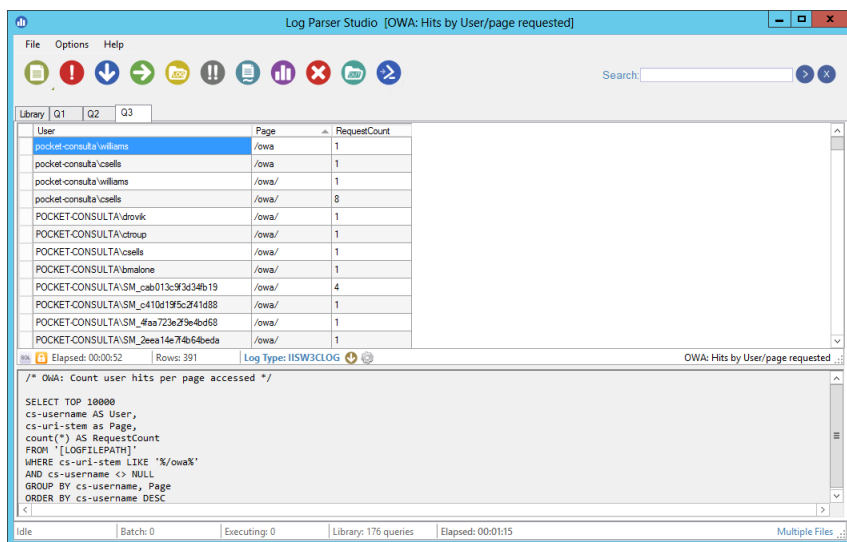 Log Parser Studio [OWA: Hits by User/page requested]
File Options Help
Search:
Library Q1 Q2 Q3
User Page RequestCount
pocket-consulta\williams /owa 1
pocket-consulta\csells /owa 1
pocket-consulta\williams /owa/ 1
pocket-consulta\csells /owa/ 8
POCKET-CONSULTA\drovik /owa/ 1
POCKET-CONSULTA\ctroup /owa/ 1
POCKET-CONSULTA\csells /owa/ 1
POCKET-CONSULTA\bmalone /owa/ 1
POCKET-CONSULTA\SM_cab013c9f3d34fb19 /owa/ 4
POCKET-CONSULTA\SM_c410d19f5c2f41d88 /owa/ 1
POCKET-CONSULTA\SM_4faa723e2f9e4bd68 /owa/ 1
POCKET-CONSULTA\SM_2eea14e7f4b64beda /owa/ 1
Elapsed: 00:00:52 Rows: 391 Log Type: IISW3CLOG OWA: Hits by User/page requested
/* OWA: Count user hits per page accessed */
SELECT TOP 10000
cs-username AS User,
cs-uri-stem as Page,
count(*) AS RequestCount
FROM '[LOGFILEPATH]'
WHERE cs-uri-stem LIKE '%/owa%'
AND cs-username <> NULL
GROUP BY cs-username, Page
ORDER BY cs-username DESC
Idle Batch: 0 Executing: 0 Library: 176 queries Elapsed: 00:01:15 Multiple Files